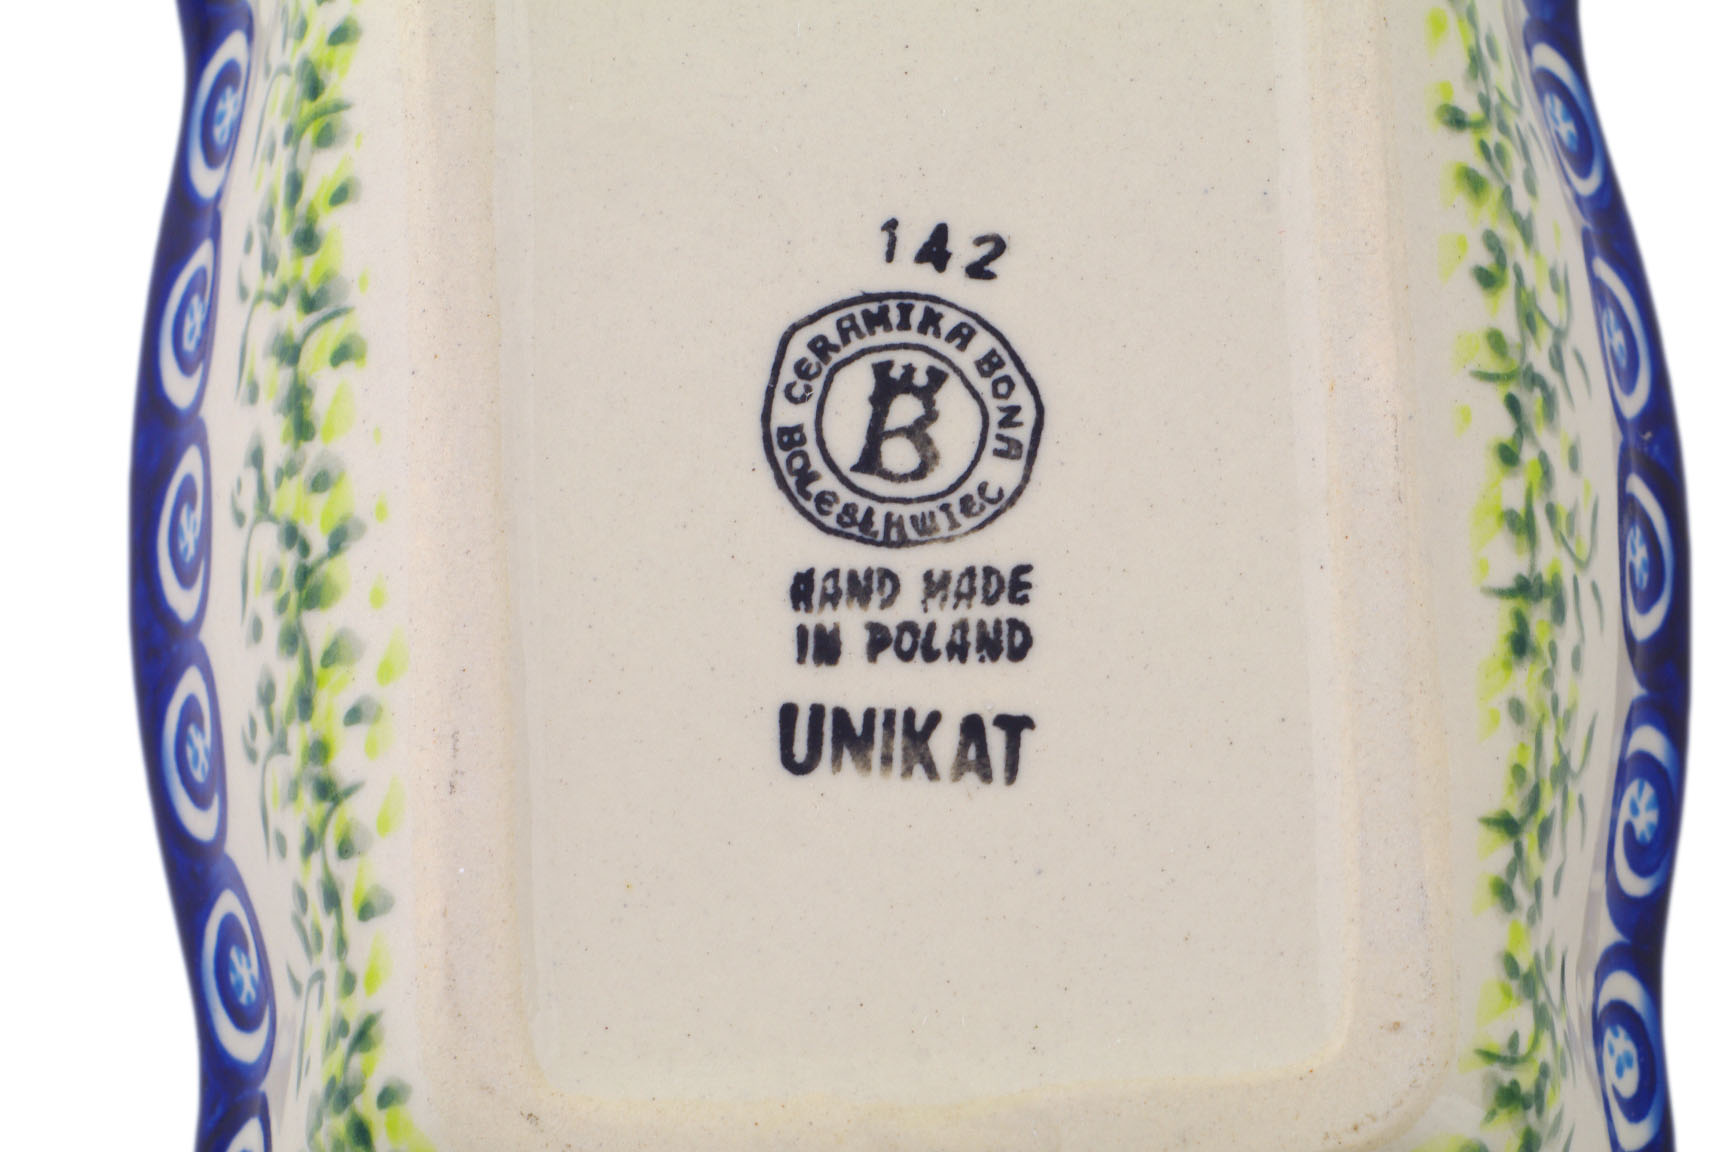 142
CERAMIKA BONA
BOLESŁAWIEC
B
HAND MADE
IN POLAND
UNIKAT